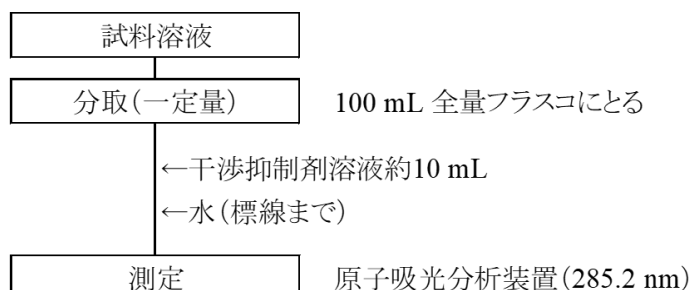 試料溶液
分取(一定量) 100 mL 全量フラスコにとる
←干渉抑制剤溶液約10 mL
←水(標線まで)
測定 原子吸光分析装置(285.2 nm)